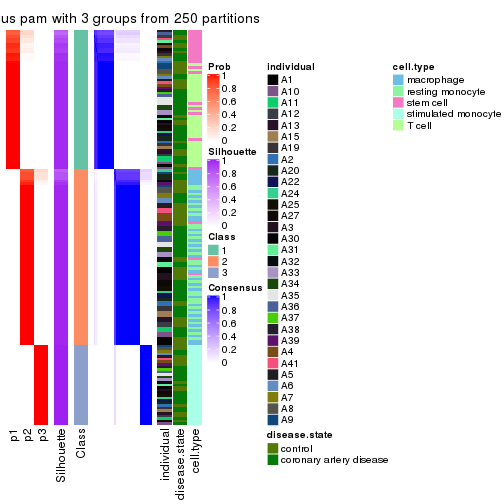 us pam with 3 groups from 250 partitions
Prob
1
0.8
0.6
0.4
0.2
0
Silhouette
1
0.8
0.6
0.4
0.2
0
Class
1
2
3
Consensus
1
0.8
0.6
0.4
0.2
0
individual
A1
A10
A11
A12
A13
A15
A19
A2
A20
A22
A24
A25
A27
A3
A30
A31
A32
A33
A34
A35
A36
A37
A38
A39
A4
A41
A5
A6
A7
A8
A9
disease.state
control
coronary artery disease
cell.type
macrophage
resting monocyte
stem cell
stimulated monocyte
T cell
p1
p2
p3
Silhouette
Class
individual
disease.state
cell.type